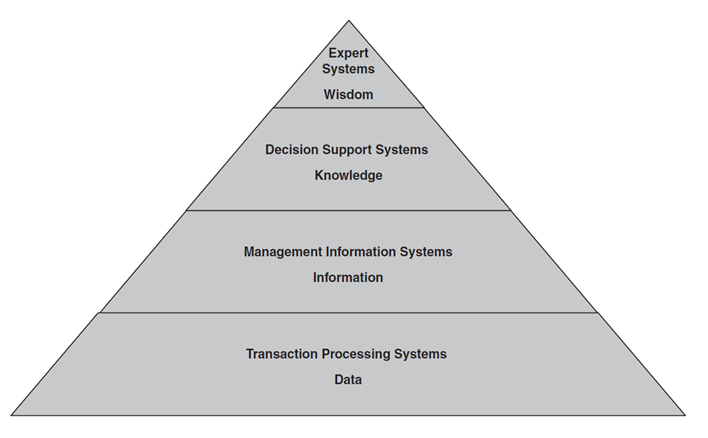 Expert
Systems
Wisdom
Decision Support Systems
Knowledge
Management Information Systems
Information
Transaction Processing Systems
Data